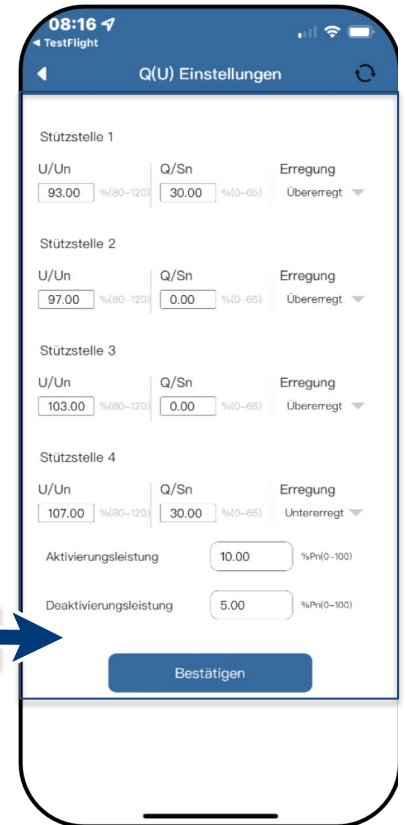 08:16
◀ TestFlight
Q(U) Einstellungen
Stützstelle 1
U/Un Q/Sn Erregung
93.00 %(80-120) 30.00 %(0-65) Übererregt
Stützstelle 2
U/Un Q/Sn Erregung
97.00 %(80-120) 0.00 %(0-65) Übererregt
Stützstelle 3
U/Un Q/Sn Erregung
103.00 %(80-120) 0.00 %(0-65) Übererregt
Stützstelle 4
U/Un Q/Sn Erregung
107.00 %(80-120) 30.00 %(0-65) Untererregt
Aktivierungsleistung 10.00 %Pn(0-100)
Deaktivierungsleistung 5.00 %Pn(0-100)
Bestätigen